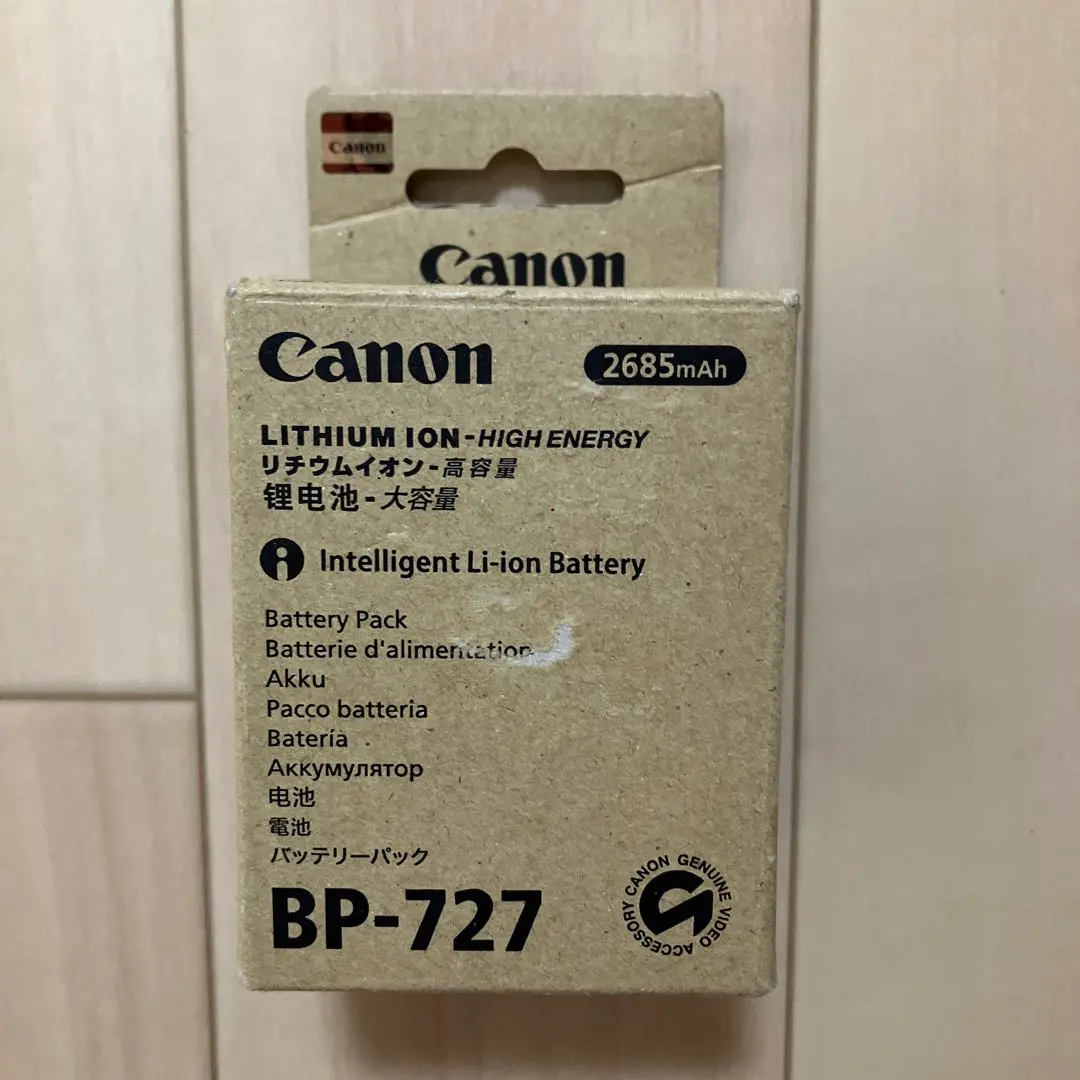 Canon
Canon
Canon
2685mAh
LITHIUM ION-HIGH ENERGY
リチウムイオン-高容量
锂电池-大容量
i Intelligent Li-ion Battery
Battery Pack
Batterie d'alimentation
Akku
Pacco batteria
Batería
Аккумулятор
电池
電池
バッテリーパック
BP-727
CANON GENUINE VIDEO ACCESSORY